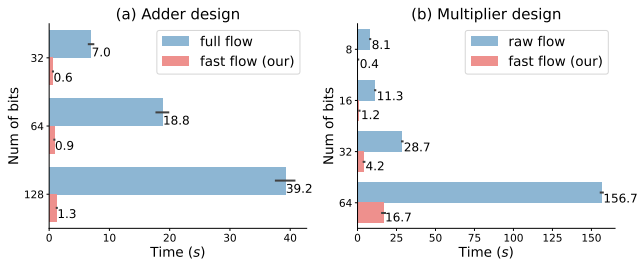 (a) Adder design
full flow
fast flow (our)
Num of bits
32
7.0
0.6
64
18.8
0.9
128
39.2
1.3
0 10 20 30 40
Time (s)
(b) Multiplier design
raw flow
fast flow (our)
Num of bits
8
8.1
0.4
16
11.3
1.2
32
28.7
4.2
64
156.7
16.7
0 25 50 75 100 125 150
Time (s)